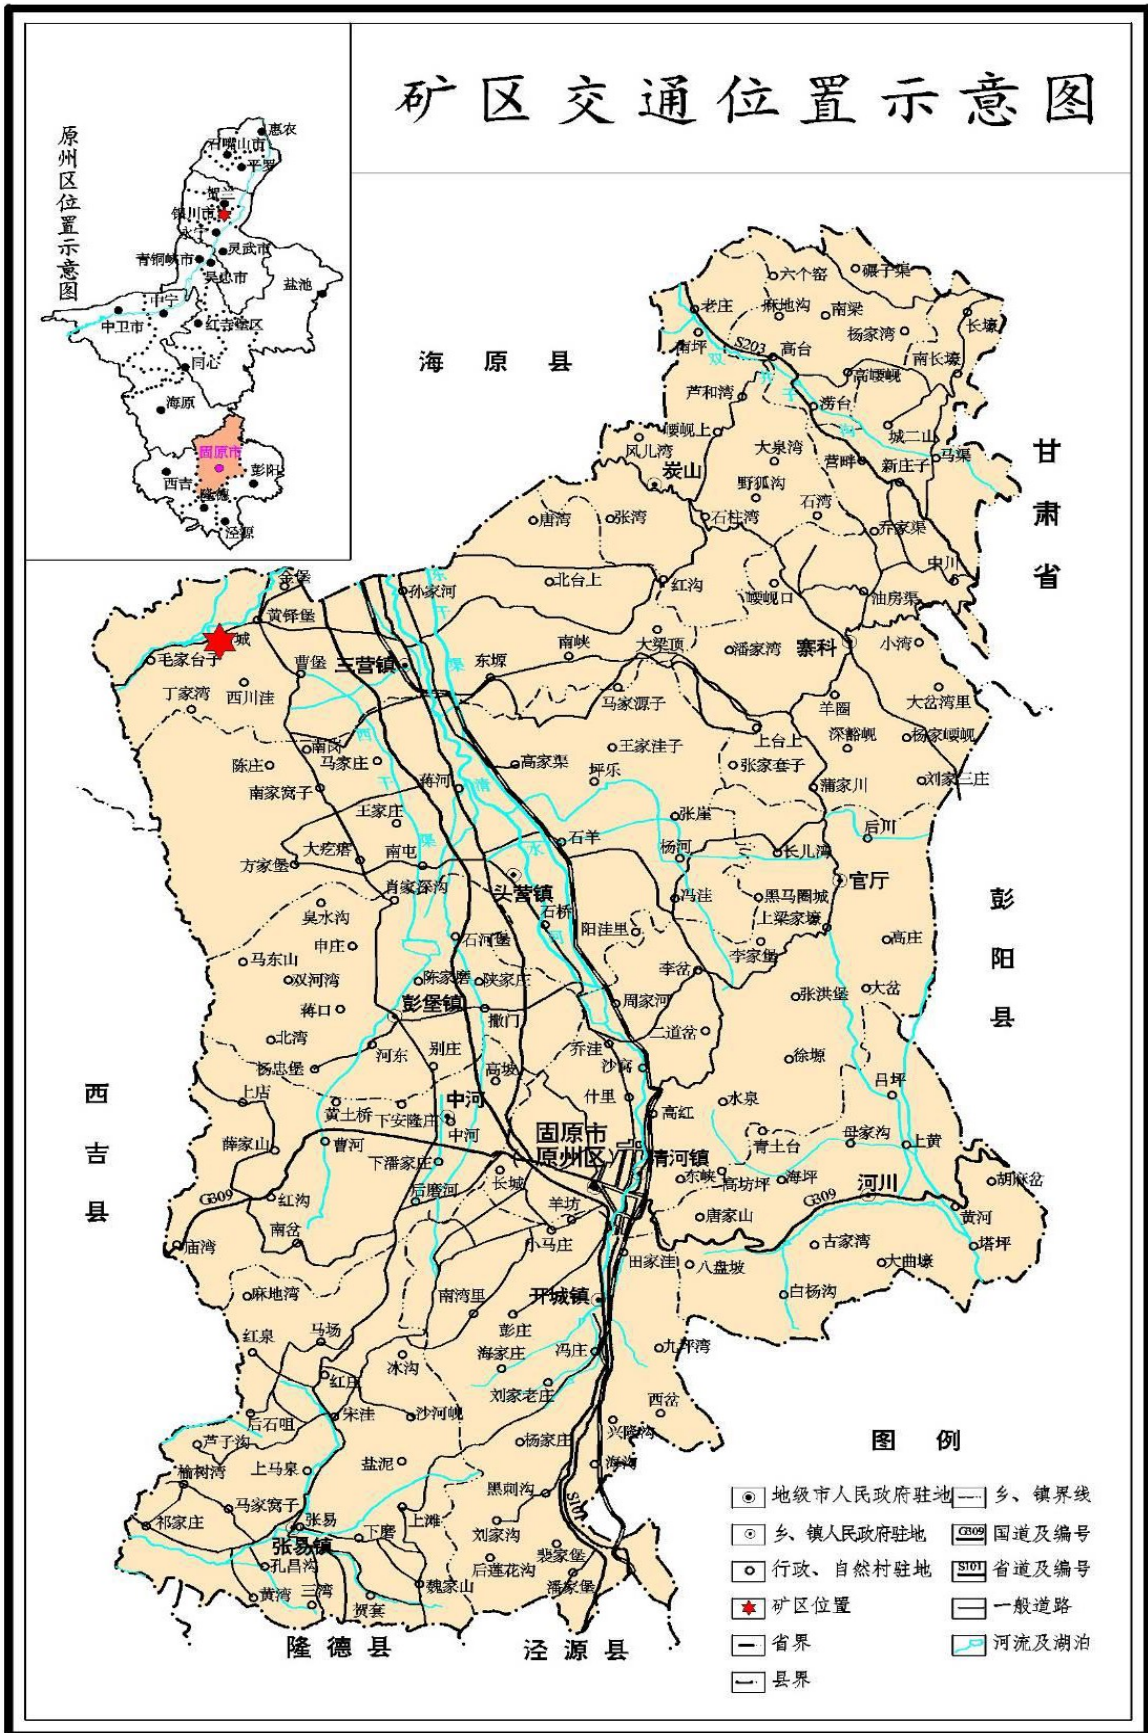 矿区交通位置示意图
原州区位置示意图
惠农
石嘴山市
平罗
贺兰
银川市
永宁
灵武市
青铜峡市
吴忠市
盐池
中宁
中卫市
红寺堡区
同心
海原
固原市
彭阳
西吉
隆德
泾源
海原县
甘肃省
彭阳县
西吉县
隆德县
泾源县
六个窑
碾子渠
老庄
麻地沟
南梁
长壕
杨家湾
南坪
S203
高台
南长壕
双井子沟
高崾岘
芦和湾
涝台
崾岘上
城二山
风儿湾
大泉湾
营畔
新庄子
马渠
炭山
野狐沟
石湾
唐湾
张湾
石柱湾
乔家渠
中川
金堡
孙家河
东干渠
北台上
红沟
崾岘口
油房渠
黄铎堡
城
毛家台子
曹堡
三营镇
东塬
南峡
大梁顶
潘家湾
寨科
小湾
丁家湾
西川洼
马家源子
羊圈
大岔湾里
西干渠
南岗
陈庄
马家庄
王家洼子
上台上
深豁岘
杨家崾岘
高家梨
坪乐
张家套子
蒲家川
刘家三庄
南家窝子
蒋河
清水河
王家庄
张崖
后川
大疙瘩
南屯
石羊
杨河
长儿湾
方家堡
头营镇
官厅
肖家深沟
冯洼
黑马圈城
臭水沟
石桥
阳洼里
上梁家壕
申庄
石河堡
李家堡
高庄
马东山
双河湾
陈家磨
陕家庄
李岔
张洪堡
大岔
蒋口
彭堡镇
撒门
周家河
二道岔
北湾
河东
别庄
乔洼
沙窝
徐塬
杨忠堡
高坡
吕坪
上店
什里
水泉
黄土桥
下安隆庄
中河
中河
高红
薛家山
曹河
固原市
原州区
青土台
母家沟
上黄
下潘家庄
清河镇
G309
红沟
后磨河
长城
东峡
高坊坪
海坪
G309
河川
胡麻岔
南岔
羊坊
唐家山
黄河
庙湾
小马庄
田家洼
八盘坡
古家湾
大曲壕
塔坪
麻地湾
南湾里
开城镇
白杨沟
红泉
马场
彭庄
冰沟
海家庄
冯庄
九坪湾
红庄
刘家老庄
西岔
后石咀
宋洼
沙河岘
兴隆沟
芦子沟
杨家庄
榆树湾
上马泉
盐泥
海沟
马家窝子
黑刺沟
S101
祁家庄
张易
张易镇
下磨
上滩
刘家沟
孔昌沟
裴家堡
后莲花沟
黄湾
三湾
贺套
魏家山
潘家堡
图例
地级市人民政府驻地
乡、镇界线
乡、镇人民政府驻地
G309
国道及编号
行政、自然村驻地
S101
省道及编号
矿区位置
一般道路
省界
河流及湖泊
县界